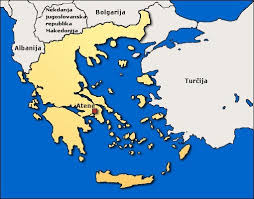 Nekdanja
jugoslovanska
republika
Makedonija
Bolgarija
Albanija
Turčija
Atene